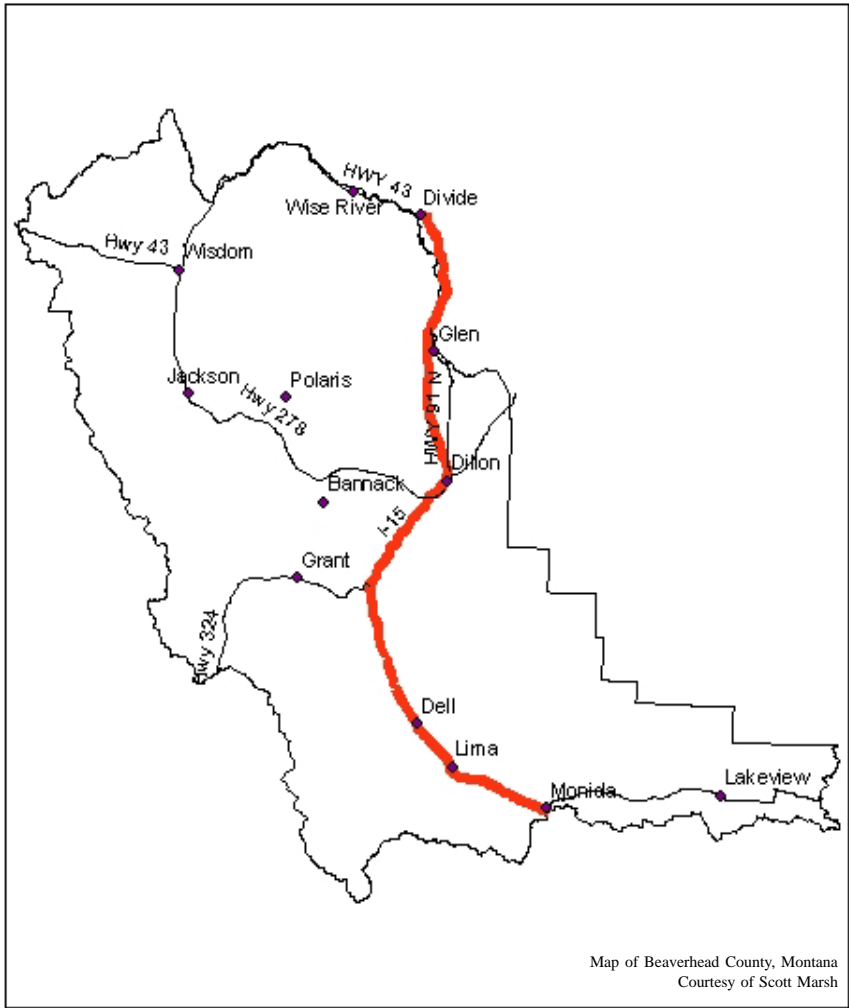 HWY 43
Divide
Wise River
Hwy 43
Wisdom
Glen
Jackson
Polaris
Hwy 278
HWY 91 N
Dillon
Bannack
I-15
Grant
Hwy 324
Dell
Lima
Monida
Lakeview
Map of Beaverhead County, Montana
Courtesy of Scott Marsh